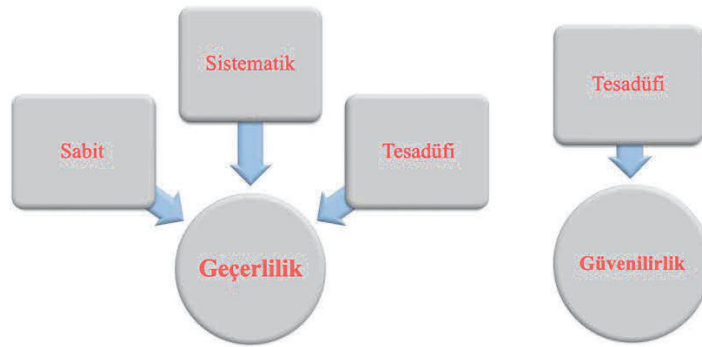 Sistematik
Sabit
Tesadüfi
Geçerlilik
Tesadüfi
Güvenilirlik